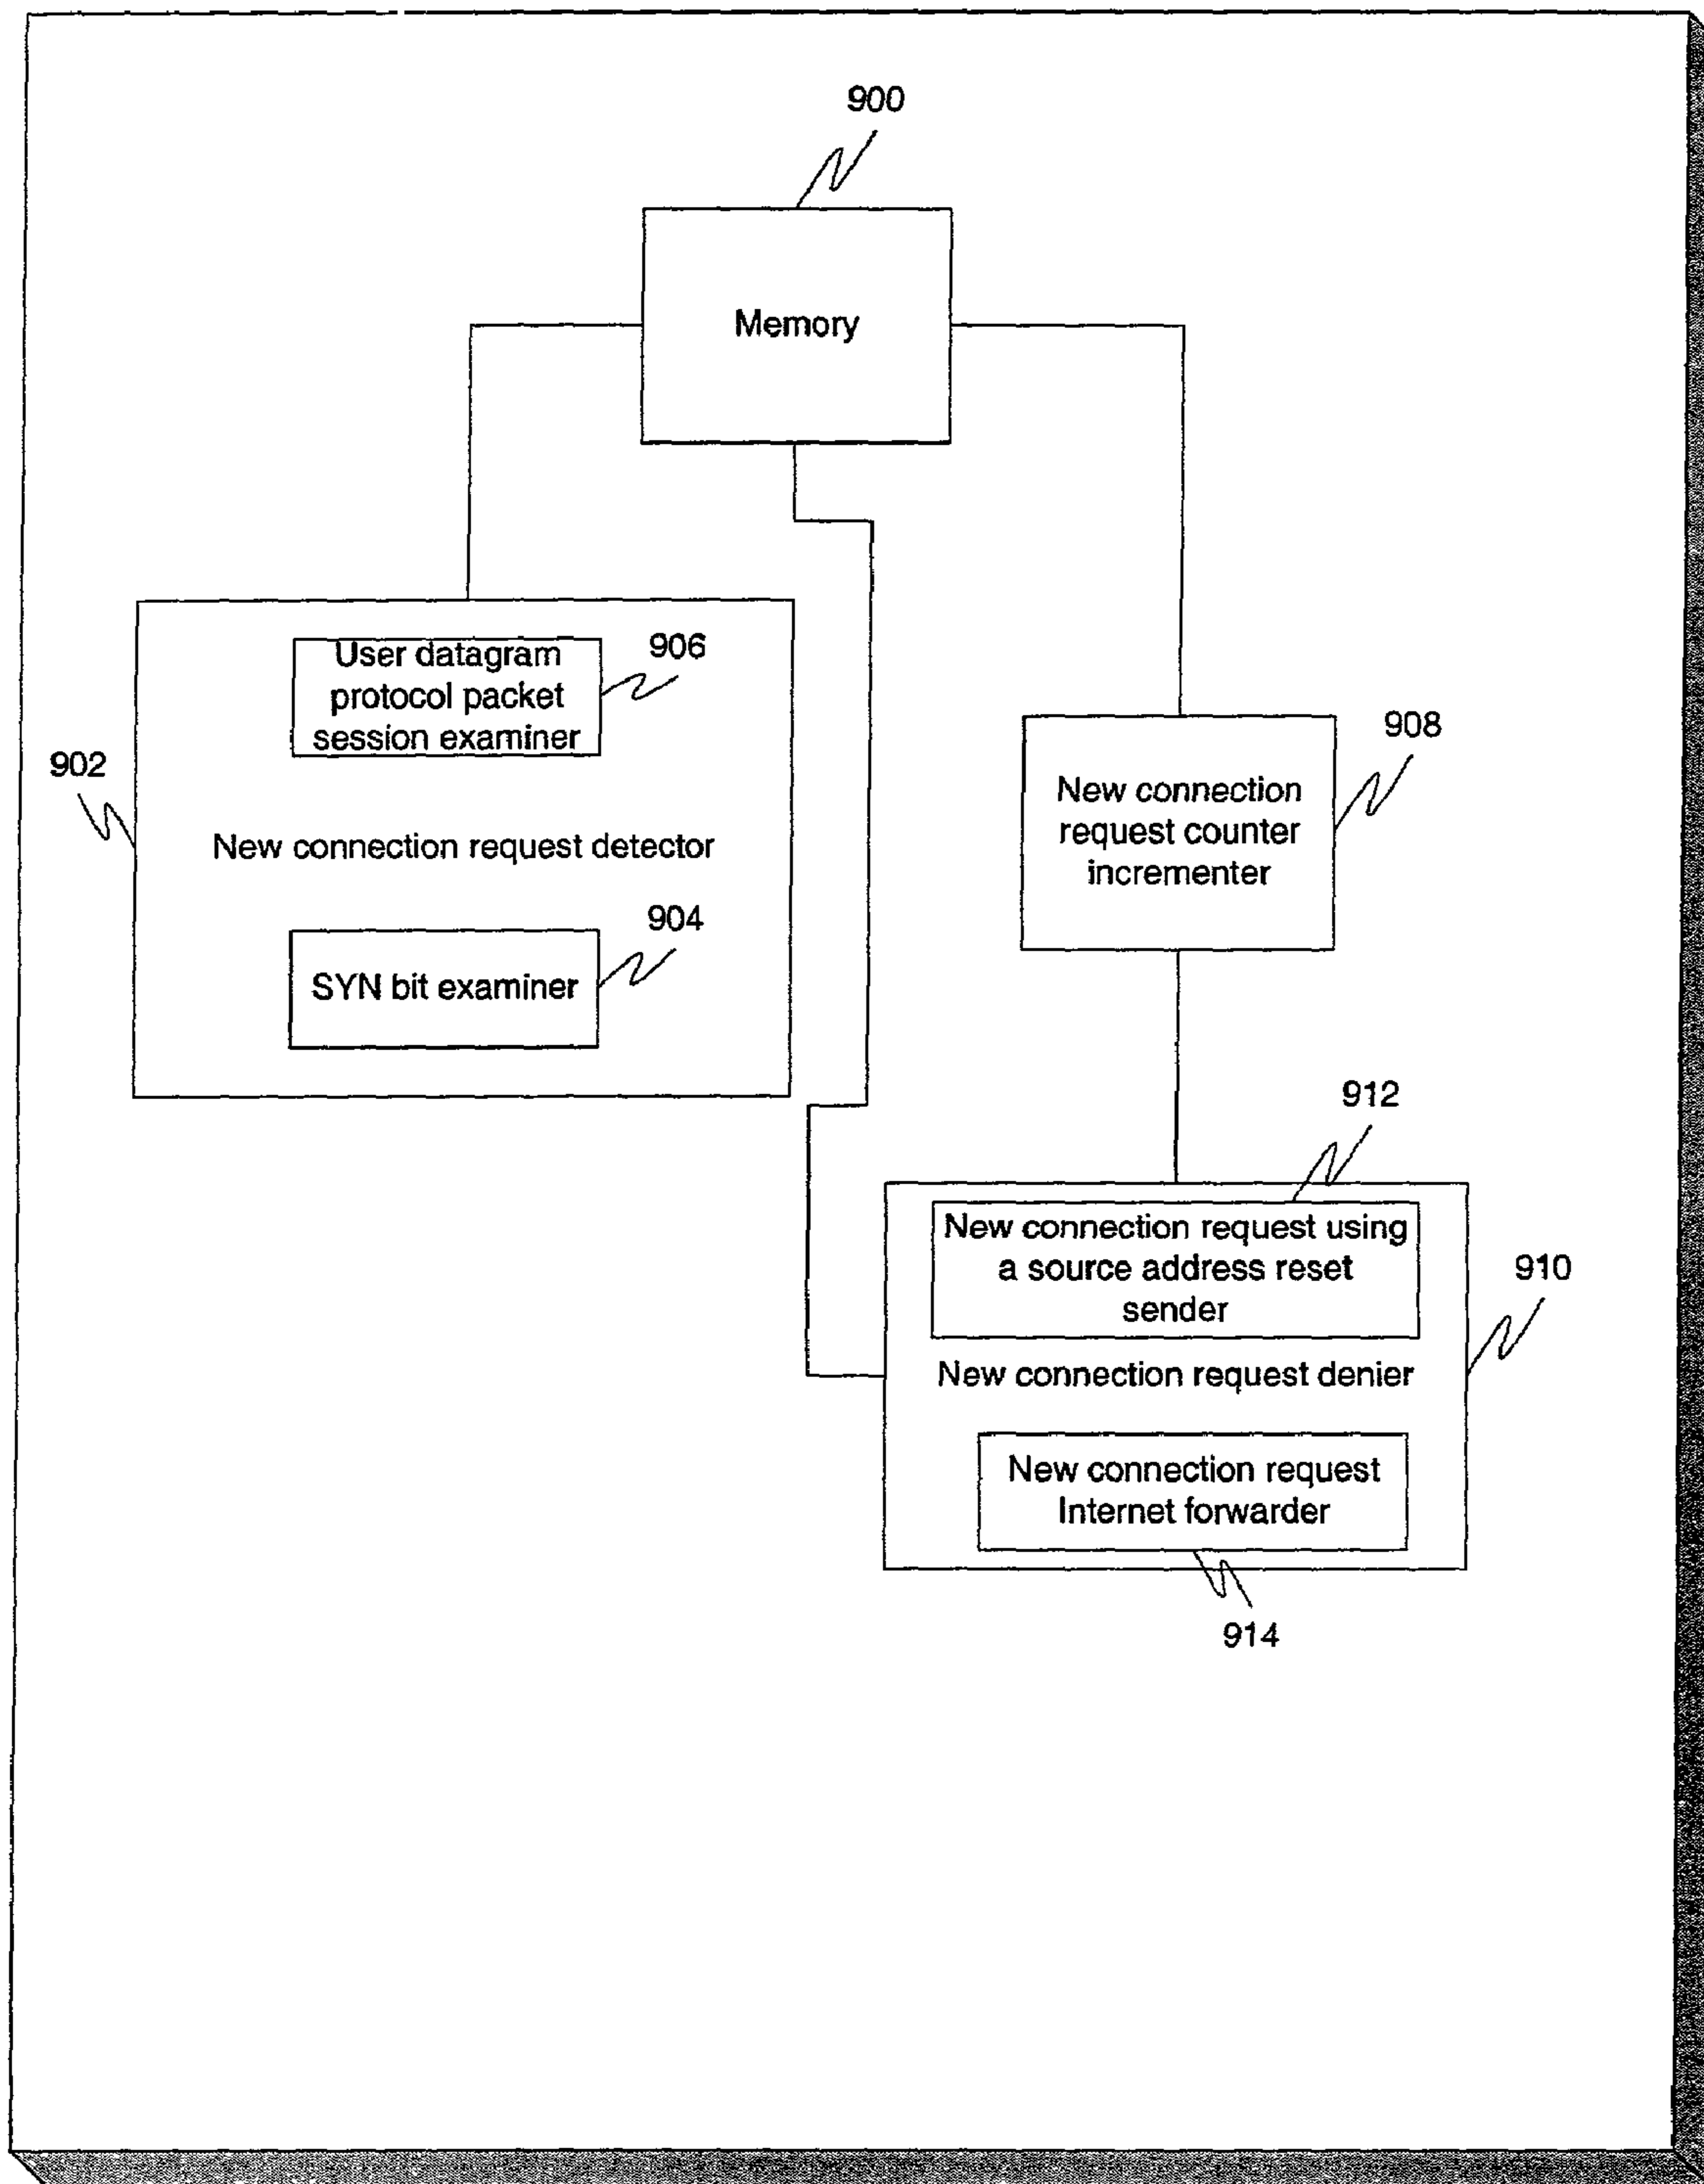 900
Memory
User datagram
protocol packet
session examiner
906
902
New connection request detector
904
SYN bit examiner
908
New connection
request counter
incrementer
912
New connection request using
a source address reset
sender
910
New connection request denier
New connection request
Internet forwarder
914